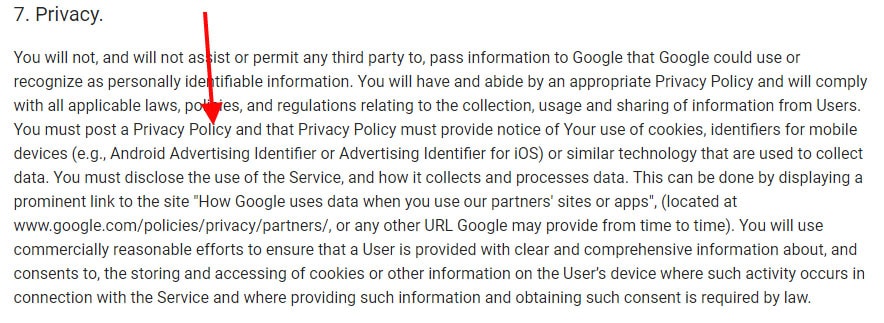 7. Privacy.
You will not, and will not assist or permit any third party to, pass information to Google that Google could use or
recognize as personally identifiable information. You will have and abide by an appropriate Privacy Policy and will comply
with all applicable laws, policies, and regulations relating to the collection, usage and sharing of information from Users.
You must post a Privacy Policy and that Privacy Policy must provide notice of Your use of cookies, identifiers for mobile
devices (e.g., Android Advertising Identifier or Advertising Identifier for iOS) or similar technology that are used to collect
data. You must disclose the use of the Service, and how it collects and processes data. This can be done by displaying a
prominent link to the site "How Google uses data when you use our partners' sites or apps", (located at
www.google.com/policies/privacy/partners/, or any other URL Google may provide from time to time). You will use
commercially reasonable efforts to ensure that a User is provided with clear and comprehensive information about, and
consents to, the storing and accessing of cookies or other information on the User's device where such activity occurs in
connection with the Service and where providing such information and obtaining such consent is required by law.